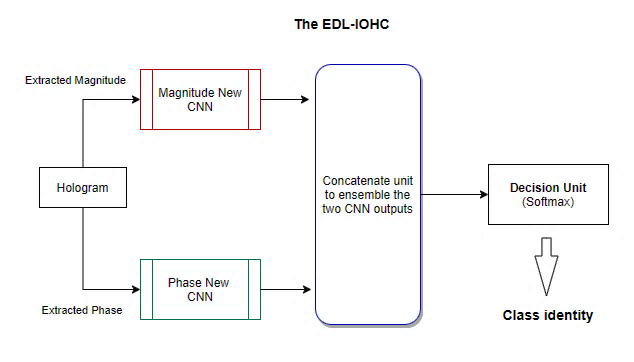 The EDL-IOHC
Extracted Magnitude
Magnitude New
CNN
Hologram
Concatenate unit
to ensemble the
two CNN outputs
Decision Unit
(Softmax)
Phase New
CNN
Extracted Phase
Class identity